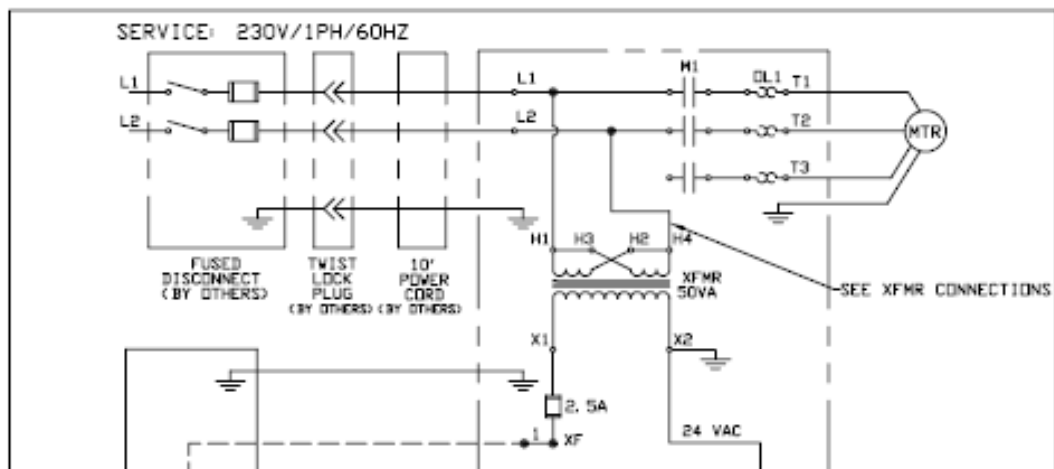 SERVICE: 230V/1PH/60HZ
L1
L2
L1
L2
M1
OL1
T1
T2
T3
MTR
H1
H3
H2
H4
XFMR
50VA
SEE XFMR CONNECTIONS
FUSED
DISCONNECT
(BY OTHERS)
TWIST
LOCK
PLUG
(BY OTHERS)
10'
POWER
CORD
(BY OTHERS)
X1
X2
2.5A
1
XF
24 VAC